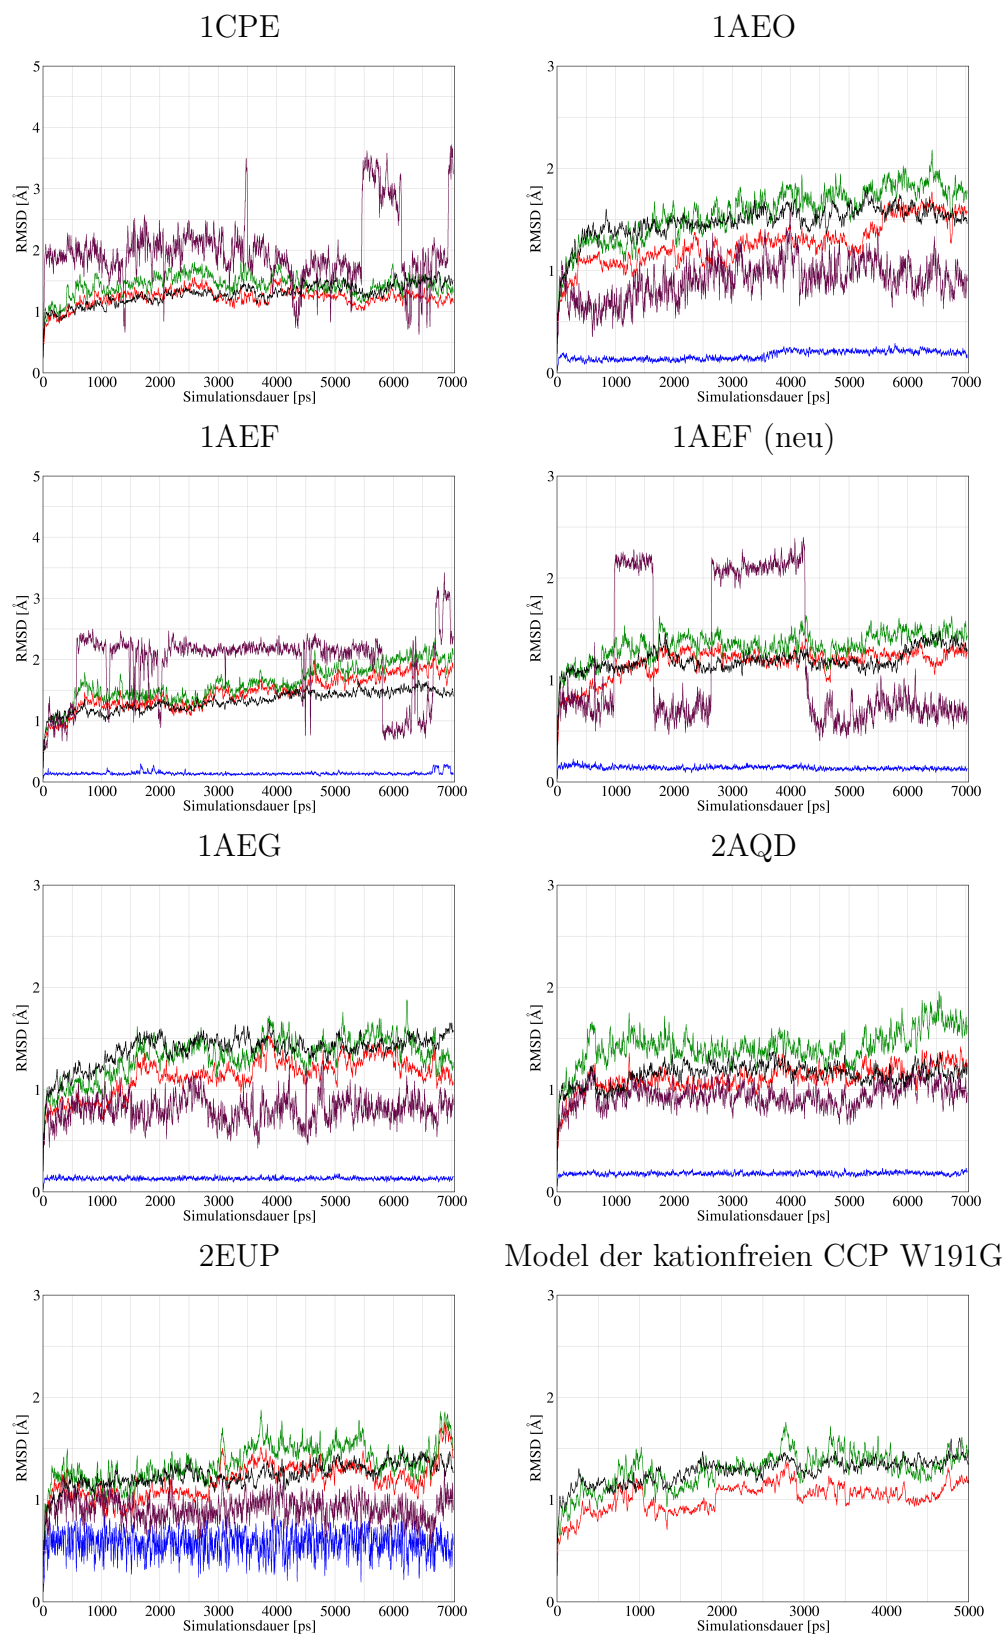 1CPE
RMSD [Å]
5
4
3
2
1
0
0 1000 2000 3000 4000 5000 6000 7000
Simulationsdauer [ps]
1AEO
RMSD [Å]
3
2
1
0
0 1000 2000 3000 4000 5000 6000 7000
Simulationsdauer [ps]
1AEF
RMSD [Å]
5
4
3
2
1
0
0 1000 2000 3000 4000 5000 6000 7000
Simulationsdauer [ps]
1AEF (neu)
RMSD [Å]
3
2
1
0
0 1000 2000 3000 4000 5000 6000 7000
Simulationsdauer [ps]
1AEG
RMSD [Å]
3
2
1
0
0 1000 2000 3000 4000 5000 6000 7000
Simulationsdauer [ps]
2AQD
RMSD [Å]
3
2
1
0
0 1000 2000 3000 4000 5000 6000 7000
Simulationsdauer [ps]
2EUP
RMSD [Å]
3
2
1
0
0 1000 2000 3000 4000 5000 6000 7000
Simulationsdauer [ps]
Model der kationfreien CCP W191G
RMSD [Å]
3
2
1
0
0 1000 2000 3000 4000 5000
Simulationsdauer [ps]